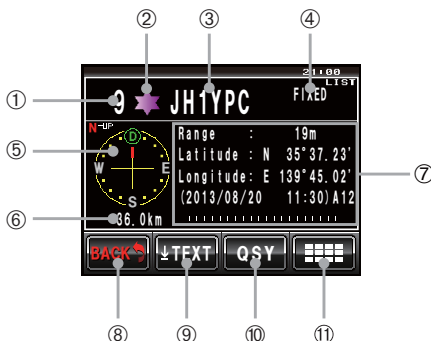 ② ③ ④
21:00
LIST
① 9 JH1YPC FIXED
N-UP
D
⑤ W E S
Range : 19m
Latitude : N 35°37.23'
Longitude: E 139°45.02'
(2013/08/20 11:30)A12
⑥ 36.0km
⑦
BACK TEXT QSY
⑧ ⑨ ⑩ ⑪